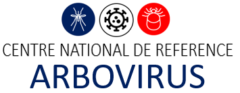 CENTRE NATIONAL DE REFERENCE
ARBOVIRUS